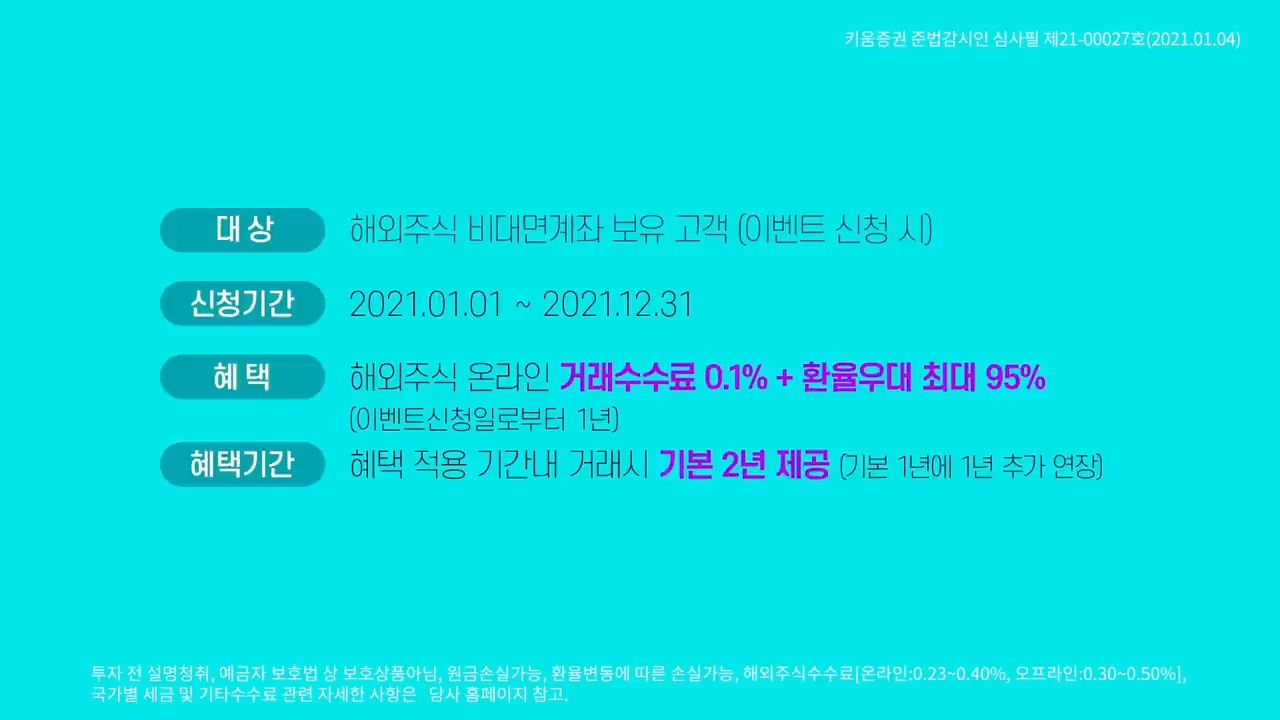 키움증권 준법감시인 심사필 제21-00027호(2021.01.04)
대 상 해외주식 비대면계좌 보유 고객 (이벤트 신청 시)
신청기간 2021.01.01 ~ 2021.12.31
혜 택 해외주식 온라인 거래수수료 0.1% + 환율우대 최대 95%
(이벤트신청일로부터 1년)
혜택기간 혜택 적용 기간내 거래시 기본 2년 제공 (기본 1년에 1년 추가 연장)
투자 전 설명청취, 예금자 보호법 상 보호상품아님, 원금손실가능, 환율변동에 따른 손실가능, 해외주식수수료[온라인:0.23~0.40%, 오프라인:0.30~0.50%],
국가별 세금 및 기타수수료 관련 자세한 사항은 당사 홈페이지 참고.